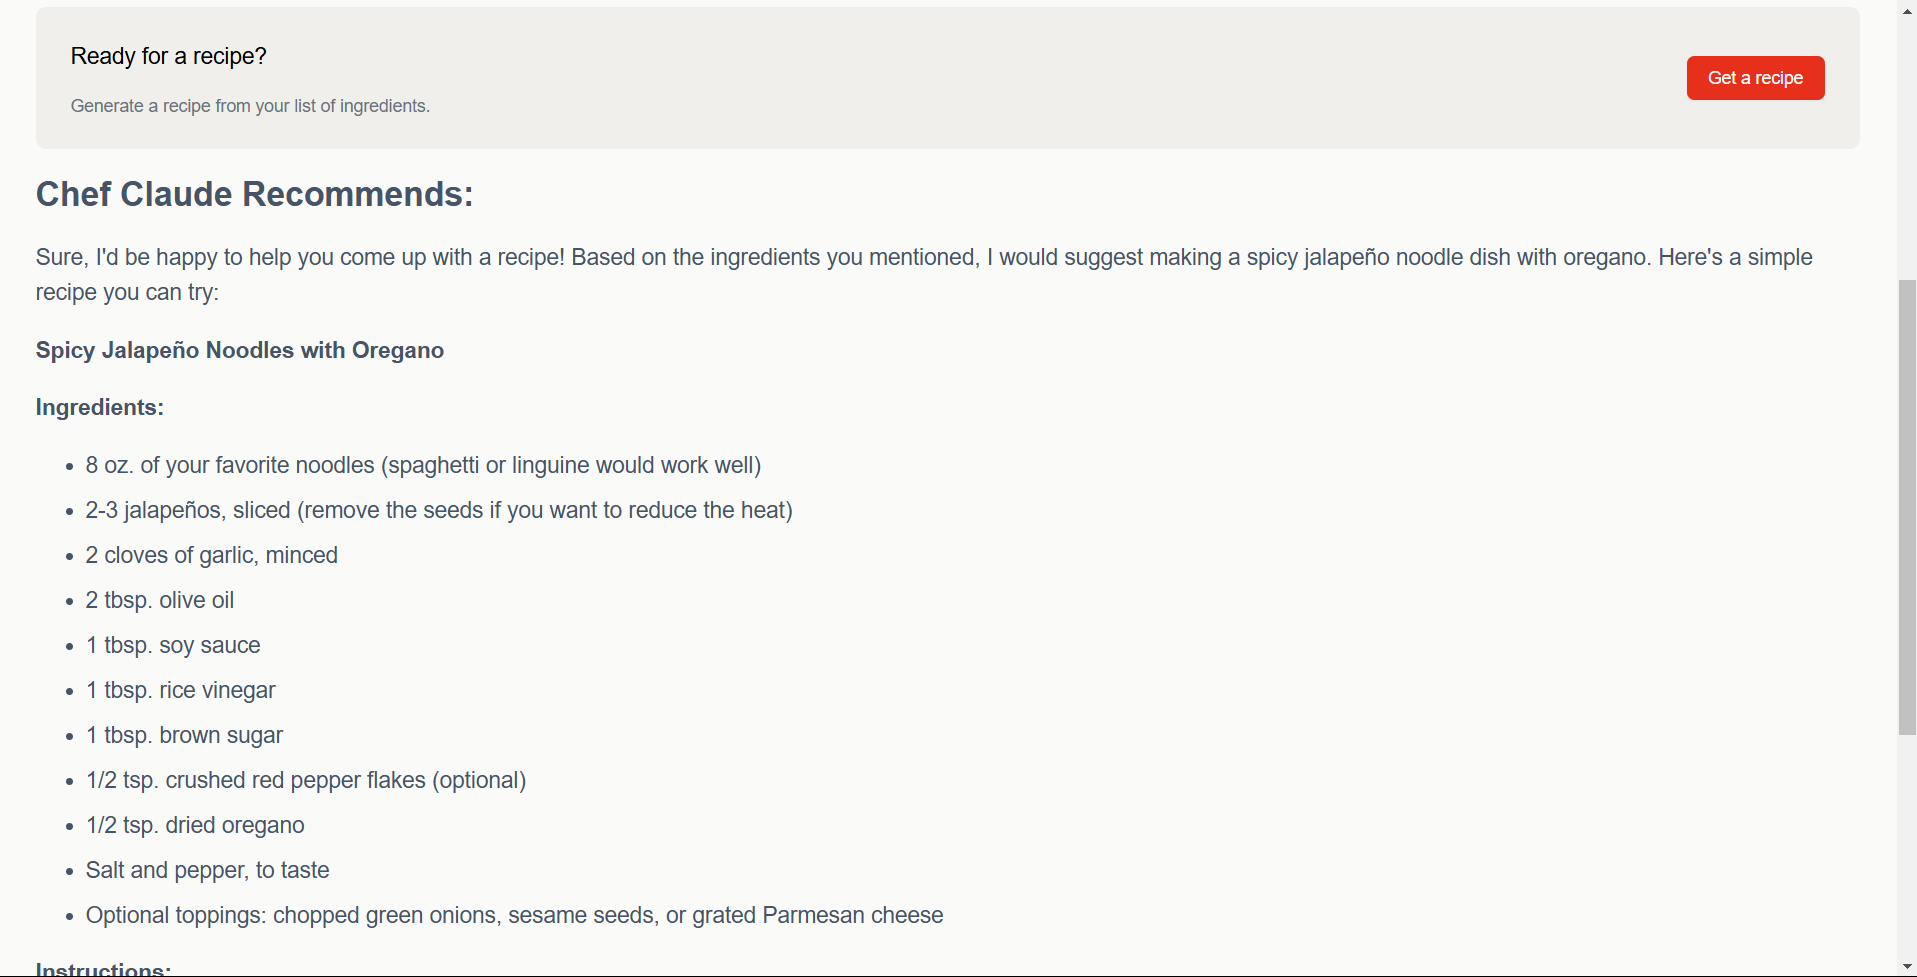 Ready for a recipe?
Generate a recipe from your list of ingredients.
Get a recipe
Chef Claude Recommends:
Sure, I'd be happy to help you come up with a recipe! Based on the ingredients you mentioned, I would suggest making a spicy jalapeño noodle dish with oregano. Here's a simple
recipe you can try:
Spicy Jalapeño Noodles with Oregano
Ingredients:
• 8 oz. of your favorite noodles (spaghetti or linguine would work well)
• 2-3 jalapeños, sliced (remove the seeds if you want to reduce the heat)
• 2 cloves of garlic, minced
• 2 tbsp. olive oil
• 1 tbsp. soy sauce
• 1 tbsp. rice vinegar
• 1 tbsp. brown sugar
• 1/2 tsp. crushed red pepper flakes (optional)
• 1/2 tsp. dried oregano
• Salt and pepper, to taste
• Optional toppings: chopped green onions, sesame seeds, or grated Parmesan cheese
Instructions: